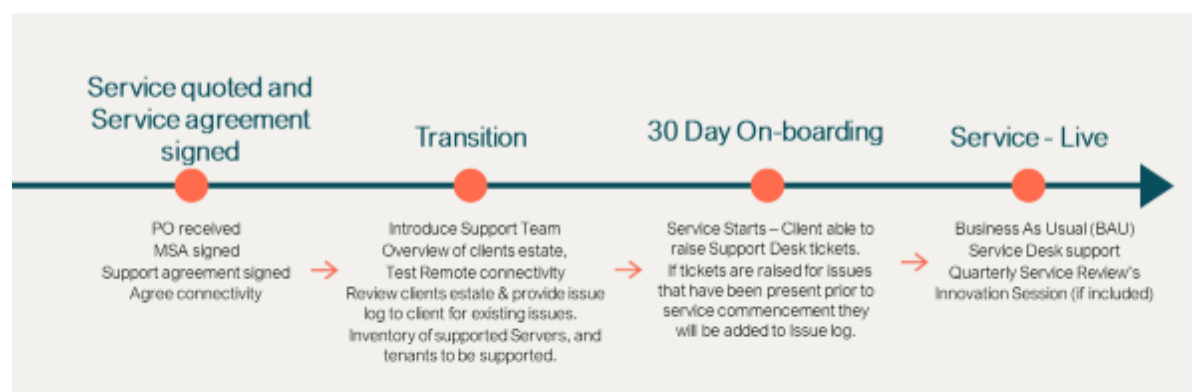 Service quoted and
Service agreement
signed
PO received
MSA signed
Support agreement signed
Agree connectivity
Transition
Introduce Support Team
Overview of clients estate,
Test Remote connectivity
Review clients estate & provide issue
log to client for existing issues.
Inventory of supported Servers, and
tenants to be supported.
30 Day On-boarding
Service Starts – Client able to
raise Support Desk tickets.
If tickets are raised for issues
that have been present prior to
service commencement they
will be added to Issue log.
Service - Live
Business As Usual (BAU)
Service Desk support
Quarterly Service Review's
Innovation Session (if included)